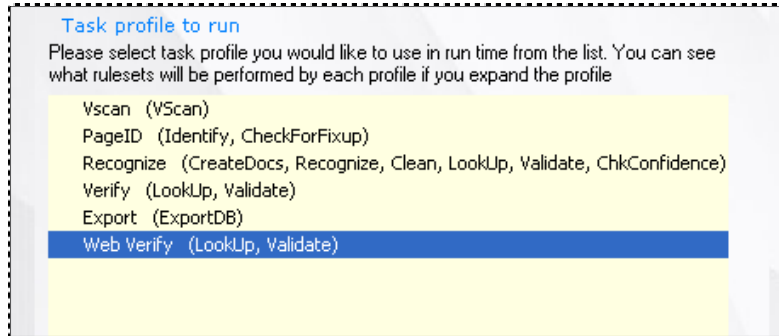 Task profile to run
Please select task profile you would like to use in run time from the list. You can see
what rulesets will be performed by each profile if you expand the profile
Vscan (VScan)
PageID (Identify, CheckForFixup)
Recognize (CreateDocs, Recognize, Clean, LookUp, Validate, ChkConfidence)
Verify (LookUp, Validate)
Export (ExportDB)
Web Verify (LookUp, Validate)